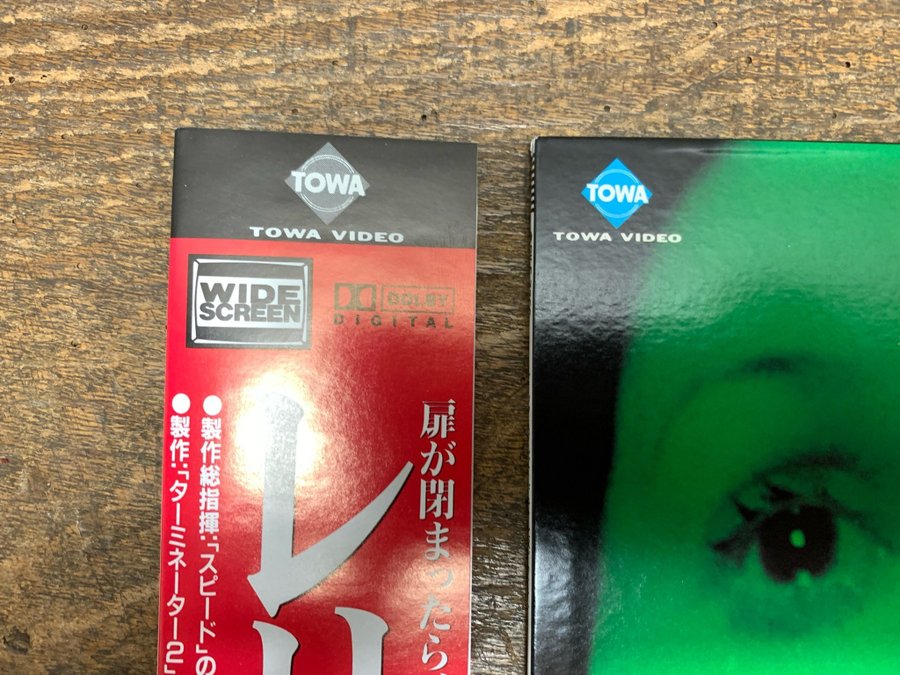 TOWA
TOWA VIDEO
WIDE
SCREEN
DOLBY
DIGITAL
扉が閉まったら、
レ
●製作総指揮:「スピード」の
●製作:「ターミネーター2」
TOWA
TOWA VIDEO